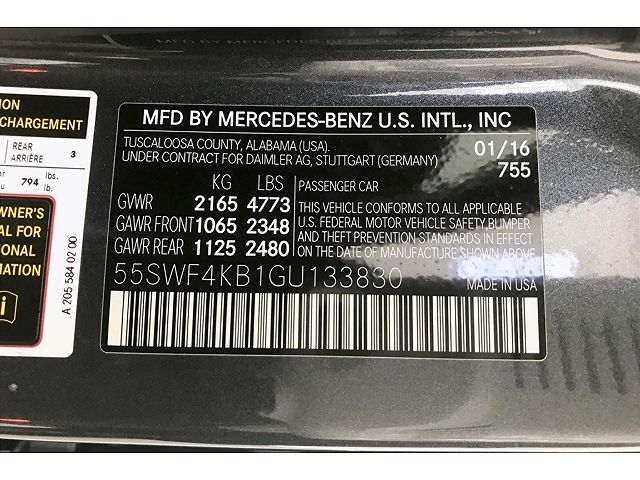 MFD BY MERCEDES-BENZ U.S. INTL., INC
TUSCALOOSA COUNTY, ALABAMA (USA). 01/16
UNDER CONTRACT FOR DAIMLER AG, STUTTGART (GERMANY) 755
KG LBS PASSENGER CAR
GVWR 2165 4773
GAWR FRONT 1065 2348
GAWR REAR 1125 2480
THIS VEHICLE CONFORMS TO ALL APPLICABLE
U.S. FEDERAL MOTOR VEHICLE SAFETY, BUMPER
AND THEFT PREVENTION STANDARDS IN EFFECT
ON THE DATE OF MANUFACTURE SHOWN ABOVE
55SWF4KB1GU133830
MADE IN USA
CHARGEMENT
REAR
ARRIÈRE 3
794 lbs.
lb.
WNER'S
AL FOR
A 205 584 02 00